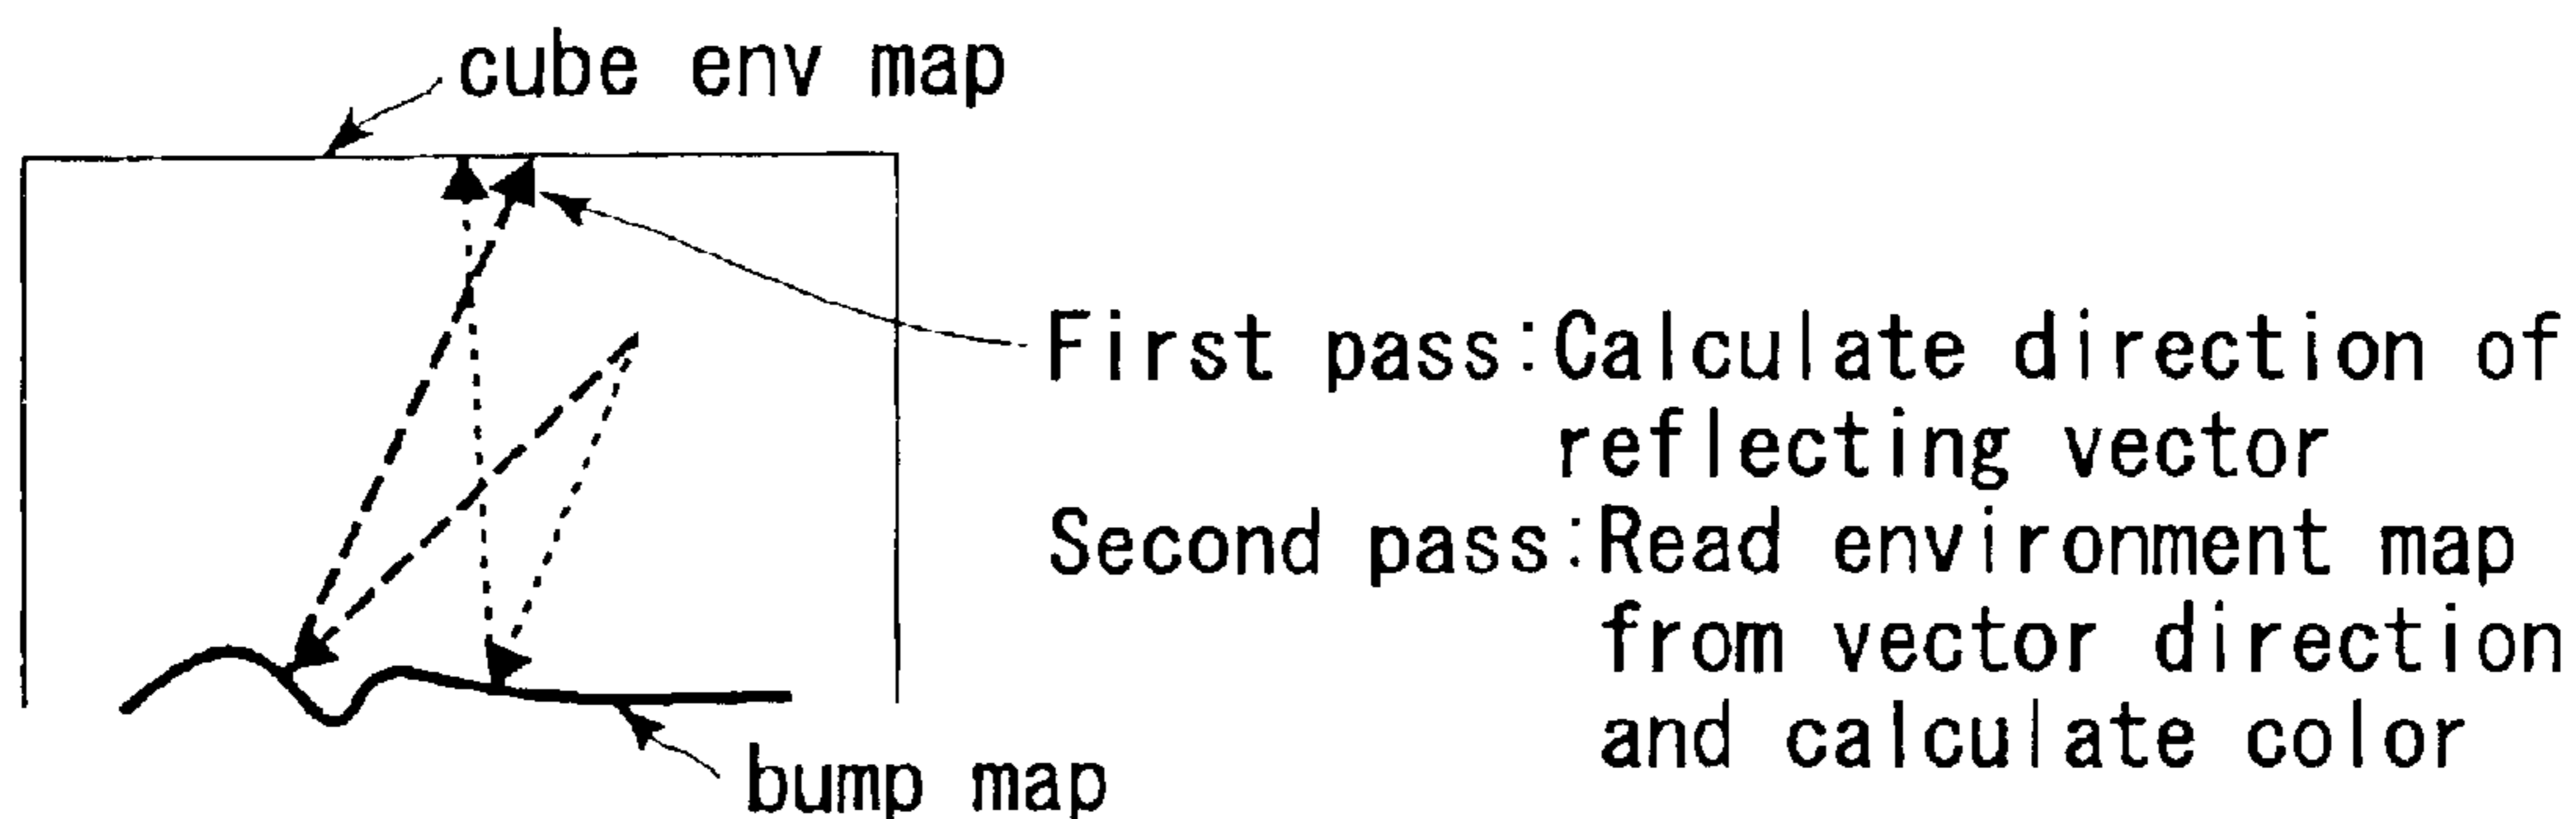 cube env map
First pass:Calculate direction of
reflecting vector
Second pass:Read environment map
from vector direction
and calculate color
bump map